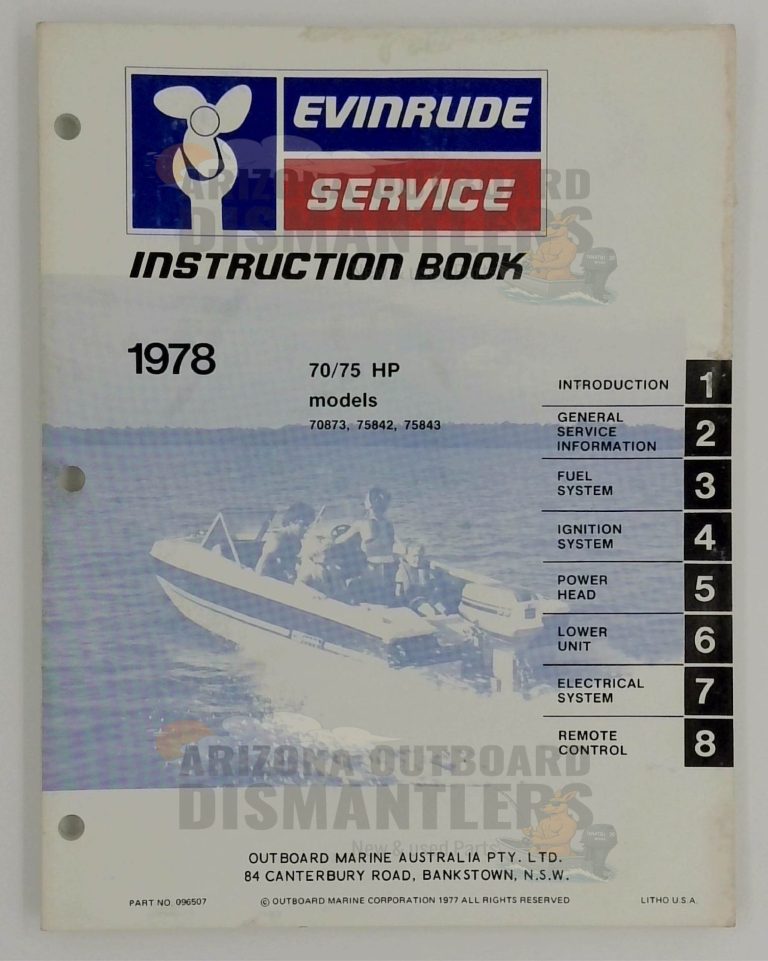 EVINRUDE
SERVICE
INSTRUCTION BOOK
1978
70/75 HP
models
70873, 75842, 75843
INTRODUCTION 1
GENERAL
SERVICE
INFORMATION 2
FUEL
SYSTEM 3
IGNITION
SYSTEM 4
POWER
HEAD 5
LOWER
UNIT 6
ELECTRICAL
SYSTEM 7
REMOTE
CONTROL 8
ARIZONA OUTBOARD
DISMANTLERS
ARIZONA OUTBOARD
DISMANTLERS
New & used Parts
OUTBOARD MARINE AUSTRALIA PTY. LTD.
84 CANTERBURY ROAD, BANKSTOWN, N.S.W.
PART NO. 096507
© OUTBOARD MARINE CORPORATION 1977 ALL RIGHTS RESERVED
LITHO U.S.A.